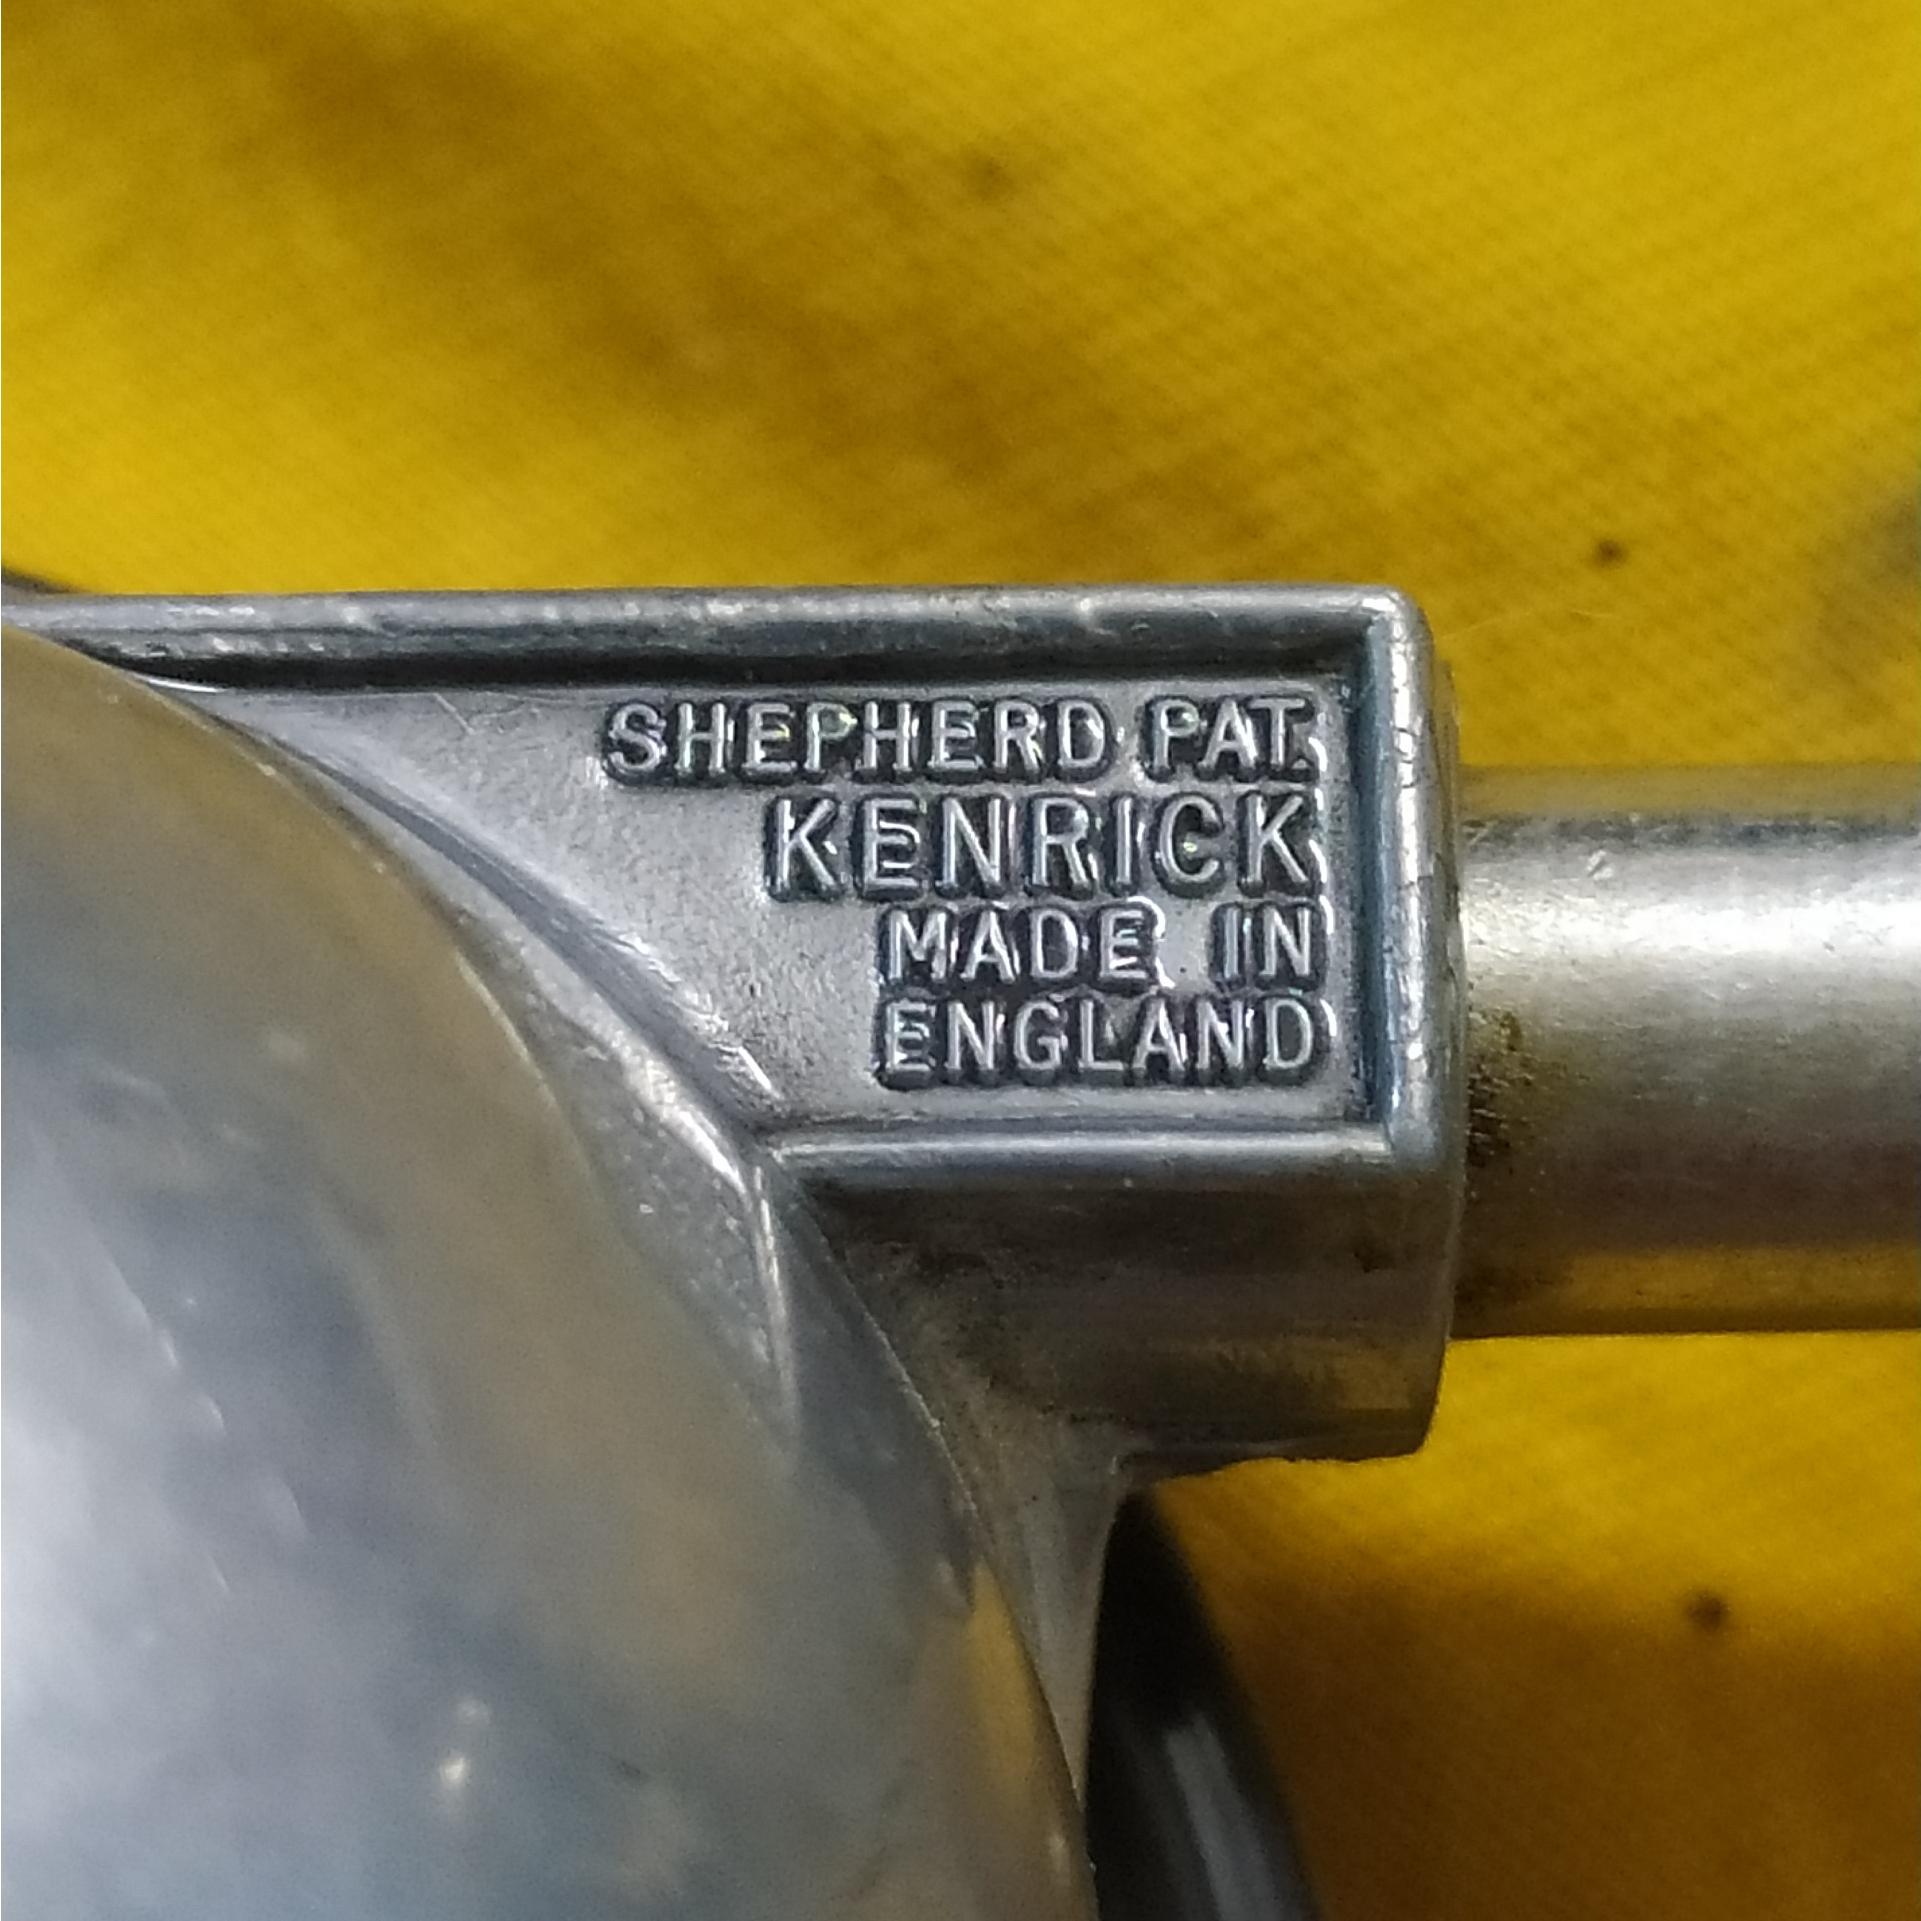 SHEPHERD PAT.
KENRICK
MADE IN
ENGLAND